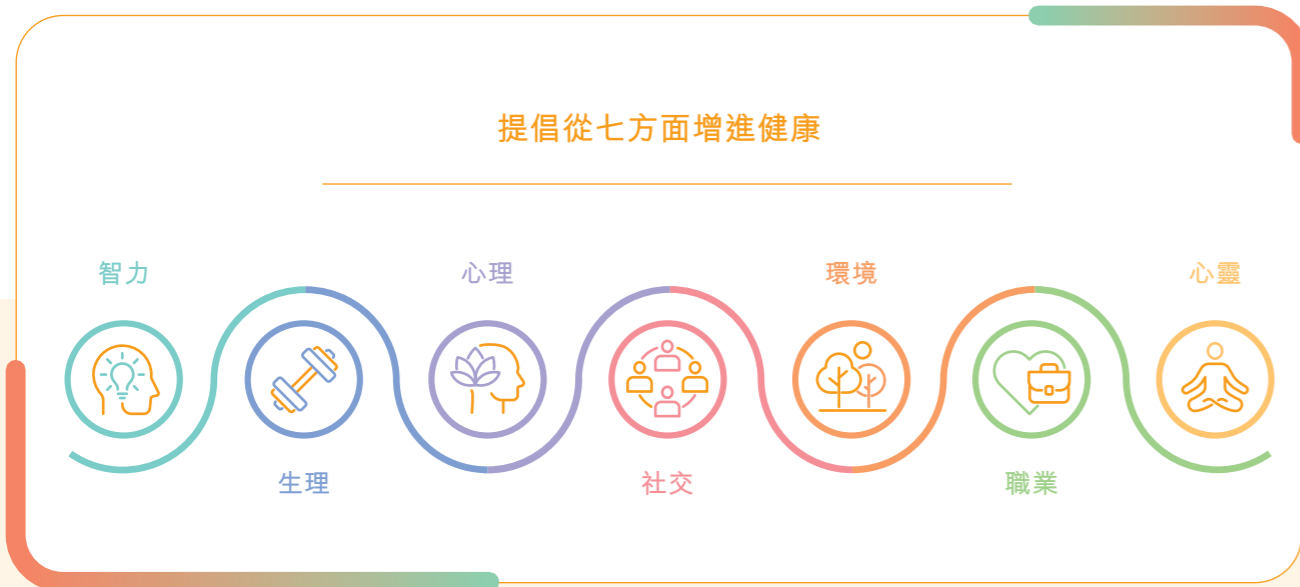 提倡從七方面增進健康
智力
生理
心理
社交
環境
職業
心靈